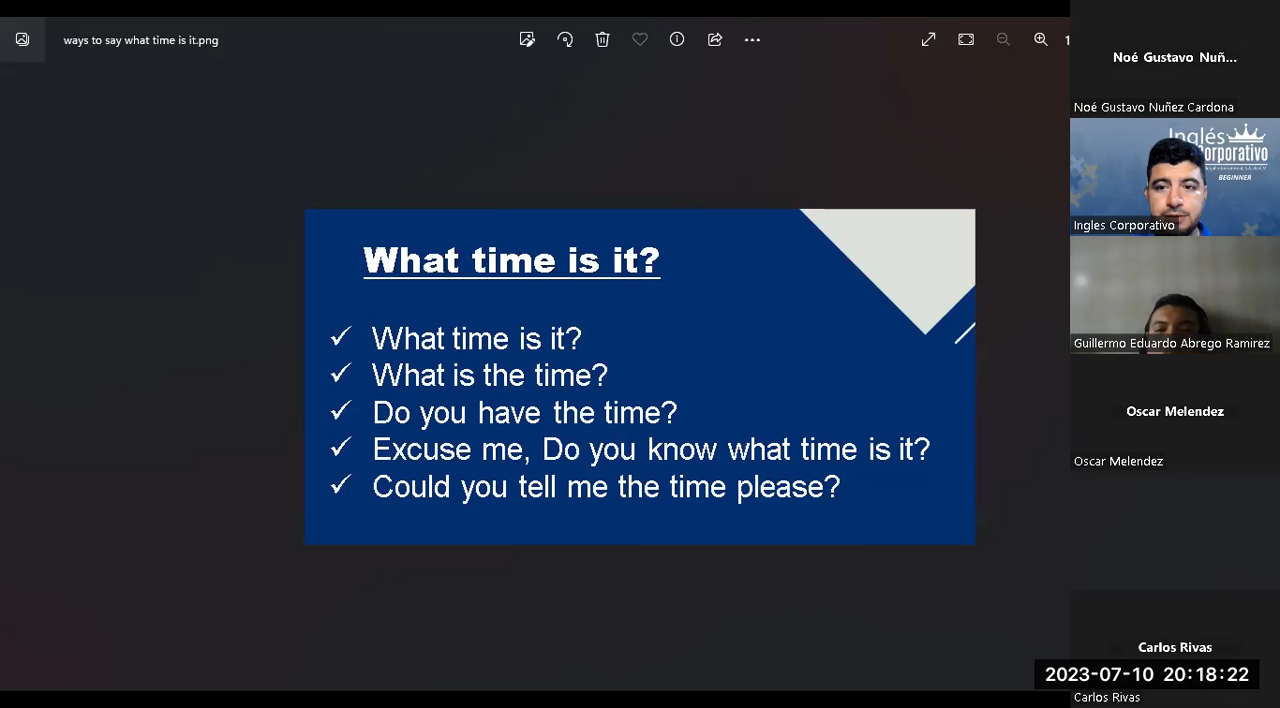 ways to say what time is it.png
1
What time is it?
✓ What time is it?
✓ What is the time?
✓ Do you have the time?
✓ Excuse me, Do you know what time is it?
✓ Could you tell me the time please?
Noé Gustavo Nuñ...
Noé Gustavo Nuñez Cardona
Inglés
Corporativo
BEGINNER
Ingles Corporativo
Guillermo Eduardo Abrego Ramirez
Oscar Melendez
Oscar Melendez
Carlos Rivas
2023-07-10 20:18:22
Carlos Rivas